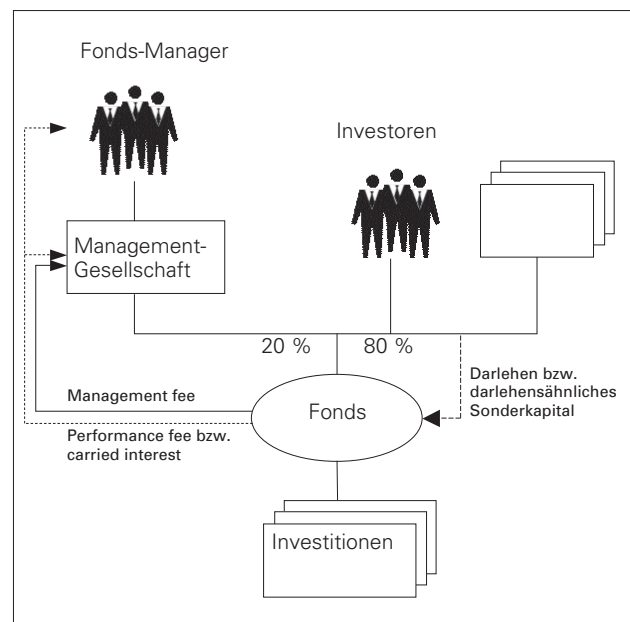 Fonds-Manager
Investoren
Management-
Gesellschaft
20 %
80 %
Darlehen bzw.
darlehensähnliches
Sonderkapital
Management fee
Fonds
Performance fee bzw.
carried interest
Investitionen